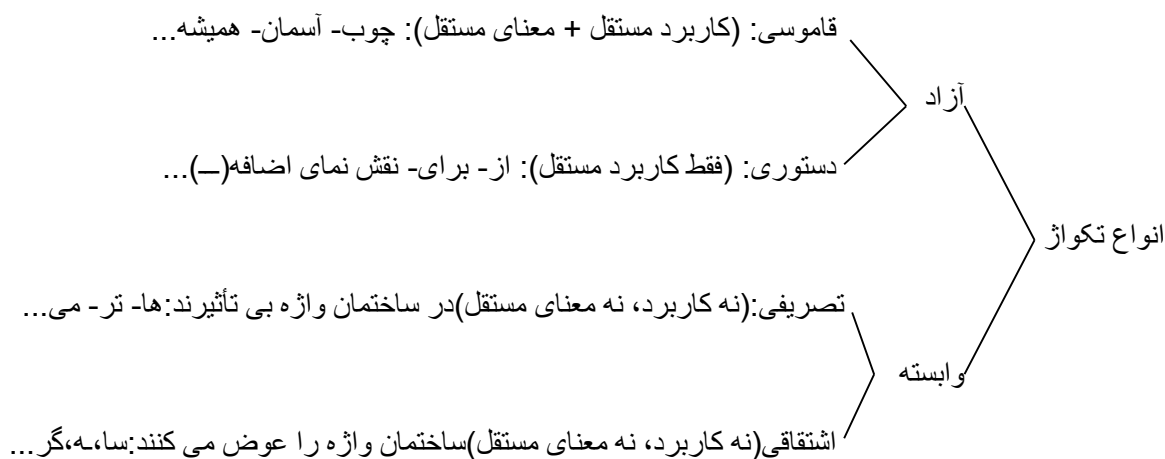 قاموسی: (کاربرد مستقل + معنای مستقل): چوب- آسمان- همیشه...
آزاد
دستوری: (فقط کاربرد مستقل): از- برای- نقش نمای اضافه(ـِ)...
انواع تکواژ
تصریفی:(نه کاربرد، نه معنای مستقل)در ساختمان واژه بی تأثیرند:ها- تر- می...
وابسته
اشتقاقی(نه کاربرد، نه معنای مستقل)ساختمان واژه را عوض می کنند:سا،ـه،گر...